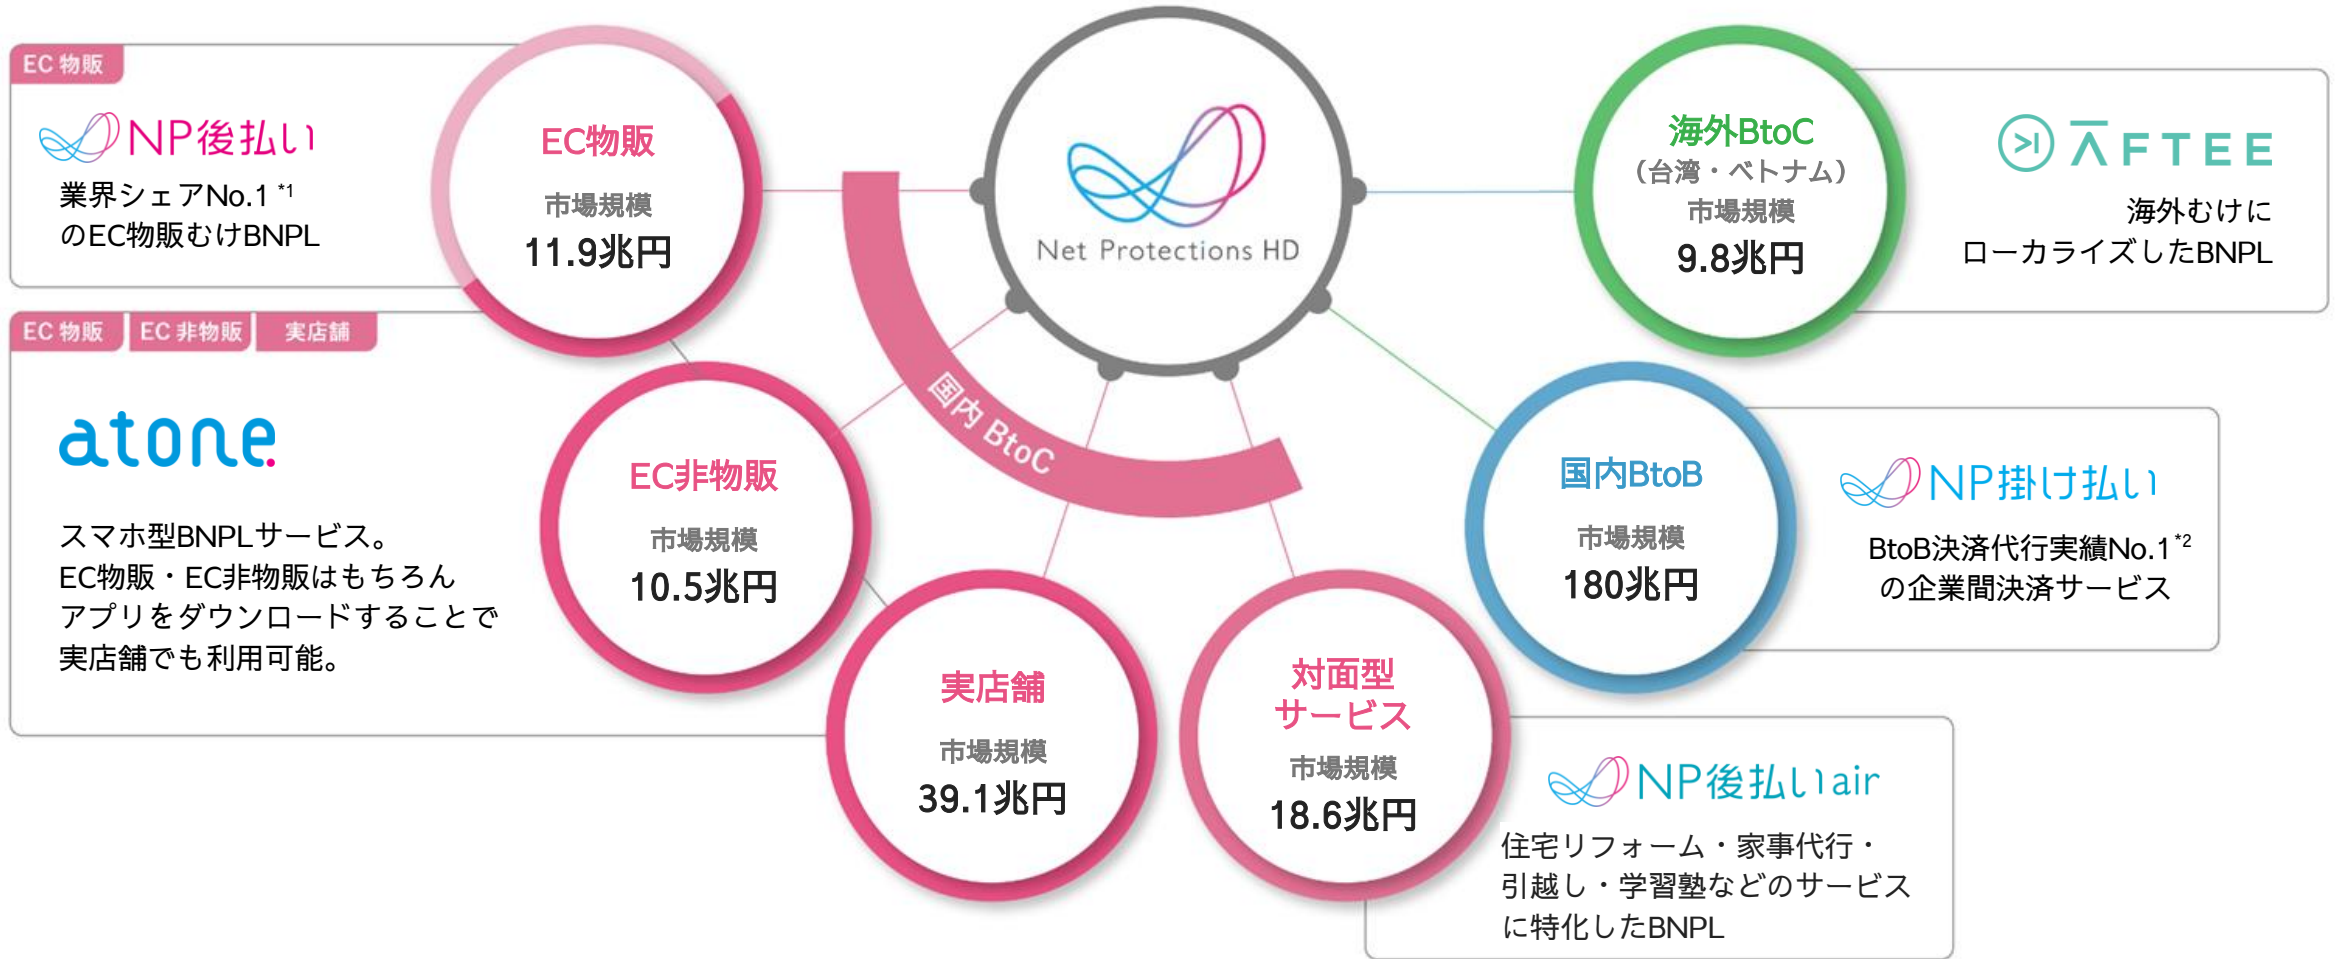 EC 物販
NP後払い
業界シェアNo.1 *1
のEC物販むけBNPL
EC物販
市場規模
11.9兆円
EC 物販
EC 非物販
実店舗
atone.
スマホ型BNPLサービス。
EC物販・EC非物販はもちろん
アプリをダウンロードすることで
実店舗でも利用可能。
EC非物販
市場規模
10.5兆円
実店舗
市場規模
39.1兆円
Net Protections HD
国内 BtoC
対面型
サービス
市場規模
18.6兆円
NP後払いair
住宅リフォーム・家事代行・
引越し・学習塾などのサービス
に特化したBNPL
国内BtoB
市場規模
180兆円
NP掛け払い
BtoB決済代行実績No.1*2
の企業間決済サービス
海外BtoC
（台湾・ベトナム）
市場規模
9.8兆円
AFTEE
海外むけに
ローカライズしたBNPL